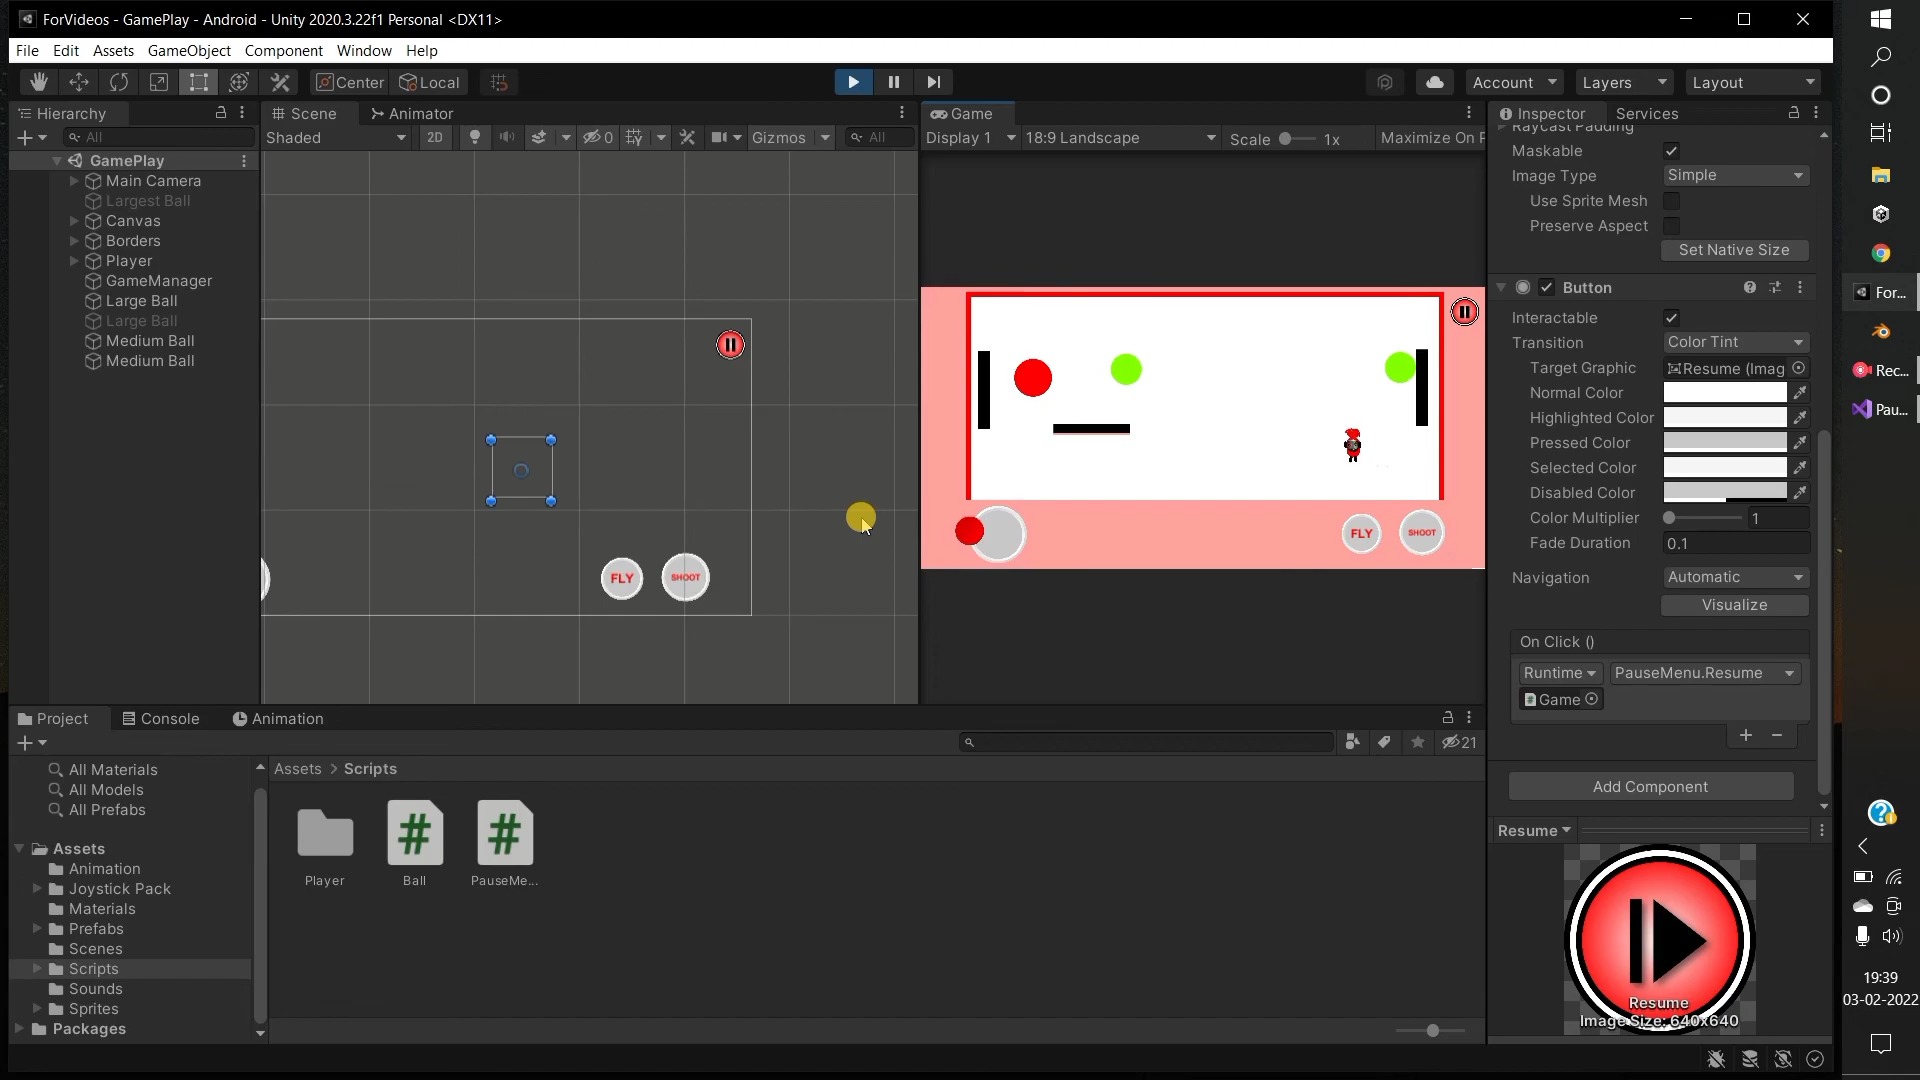 ForVideos - GamePlay - Android - Unity 2020.3.22f1 Personal <DX11>
File Edit Assets GameObject Component Window Help
Center Local Account Layers Layout
Hierarchy
All
GamePlay
Main Camera
Largest Ball
Canvas
Borders
Player
GameManager
Large Ball
Large Ball
Medium Ball
Medium Ball
Scene Animator
Shaded 2D 0 Gizmos All
FLY SHOOT
Game
Display 1 18:9 Landscape Scale 1x Maximize On P
FLY SHOOT
Inspector Services
Raycast Padding
Maskable
Image Type Simple
Use Sprite Mesh
Preserve Aspect
Set Native Size
Button
Interactable
Transition Color Tint
Target Graphic Resume (Imag
Normal Color
Highlighted Color
Pressed Color
Selected Color
Disabled Color
Color Multiplier 1
Fade Duration 0.1
Navigation Automatic
Visualize
On Click ()
Runtime PauseMenu.Resume
Game
Add Component
Resume
Resume
Image Size: 640x640
Project Console Animation
21
All Materials
All Models
All Prefabs
Assets
Animation
Joystick Pack
Materials
Prefabs
Scenes
Scripts
Sounds
Sprites
Packages
Assets > Scripts
Player Ball PauseMe...
For...
Rec...
Pau...
19:39
03-02-2022